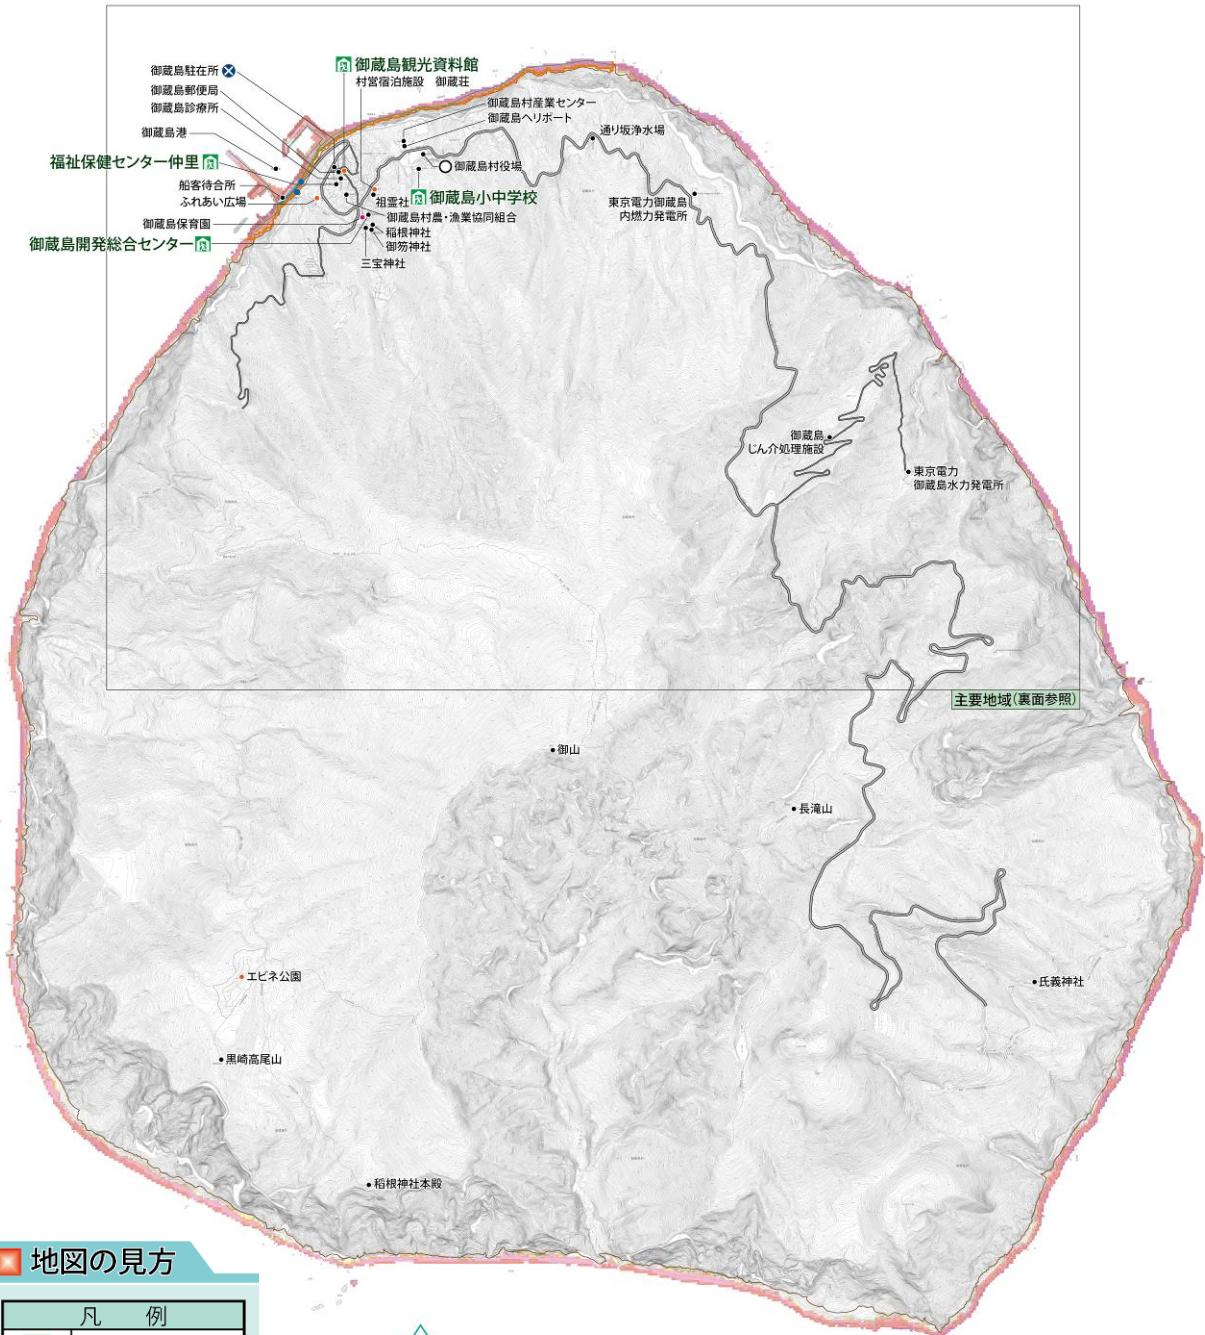 御蔵島駐在所
御蔵島観光資料館
村営宿泊施設　御蔵荘
御蔵島郵便局
御蔵島診療所
御蔵島村産業センター
御蔵島ヘリポート
御蔵島港
通り坂浄水場
福祉保健センター仲里
御蔵島村役場
船客待合所
ふれあい広場
祖霊社
御蔵島小中学校
東京電力御蔵島
内燃力発電所
御蔵島保育園
御蔵島村農・漁業協同組合
稲根神社
御蔵島開発総合センター
御笏神社
三宝神社
御蔵島
じん介処理施設
東京電力
御蔵島水力発電所
主要地域(裏面参照)
御山
長滝山
エビネ公園
氏義神社
黒崎高尾山
稲根神社本殿
地図の見方
凡　例